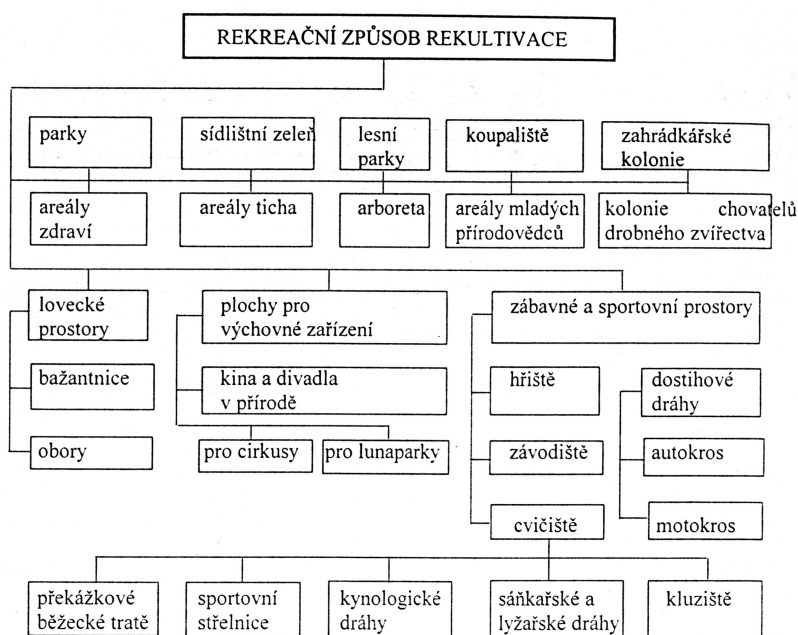 REKREAČNÍ ZPŮSOB REKULTIVACE
parky
sídlištní zeleň
lesní
parky
koupaliště
zahrádkářské
kolonie
areály
zdraví
areály ticha
arboreta
areály mladých
přírodovědců
kolonie chovatelů
drobného zvířectva
lovecké
prostory
plochy pro
výchovné zařízení
zábavné a sportovní prostory
bažantnice
kina a divadla
v přírodě
hřiště
dostihové
dráhy
obory
pro cirkusy
pro lunaparky
závodiště
autokros
cvičiště
motokros
překážkové
běžecké tratě
sportovní
střelnice
kynologické
dráhy
sáňkařské a
lyžařské dráhy
kluziště